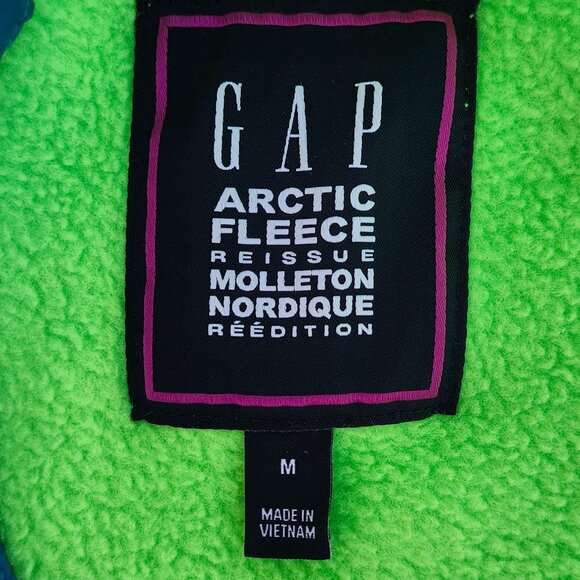 GAP
ARCTIC
FLEECE
REISSUE
MOLLETON
NORDIQUE
RÉÉDITION
M
MADE IN
VIETNAM